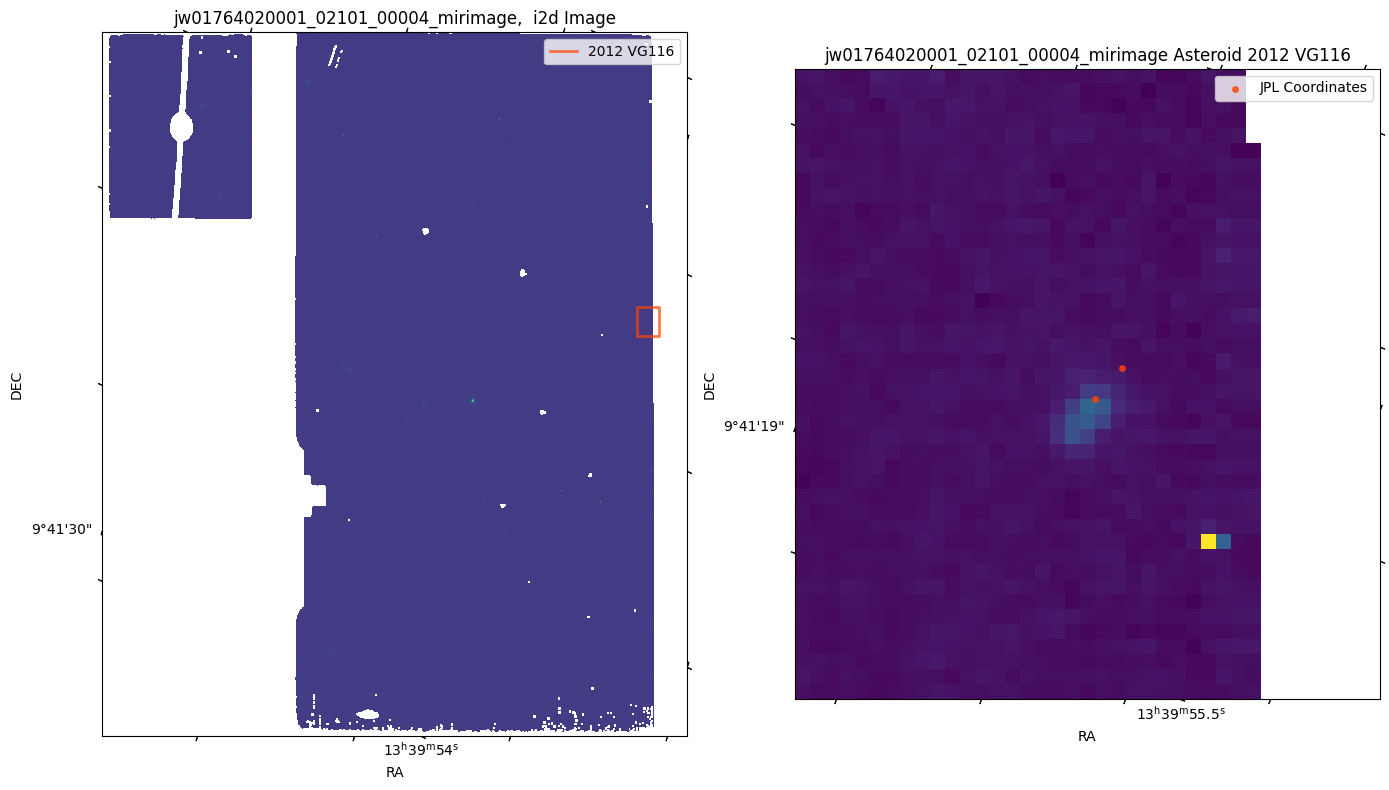 jw01764020001_02101_00004_mirimage,  i2d Image
2012 VG116
DEC
9°41'30"
13ʰ39ᵐ54ˢ
RA
jw01764020001_02101_00004_mirimage Asteroid 2012 VG116
JPL Coordinates
DEC
9°41'19"
13ʰ39ᵐ55.5ˢ
RA